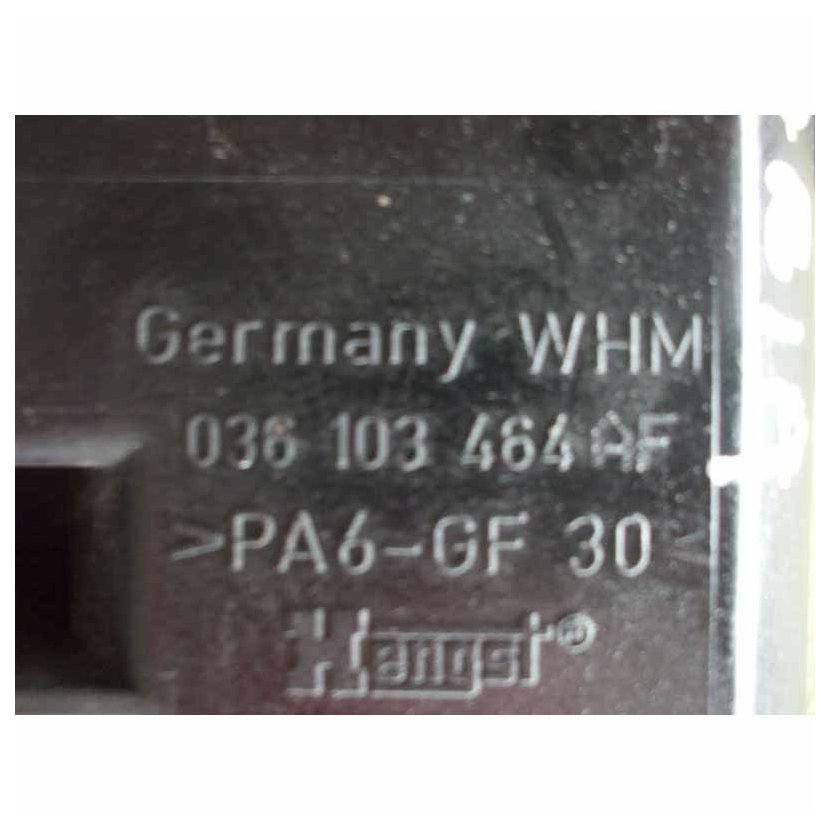 Germany WHM
036 103 464 AF
>PA6-GF 30<
Hengst®